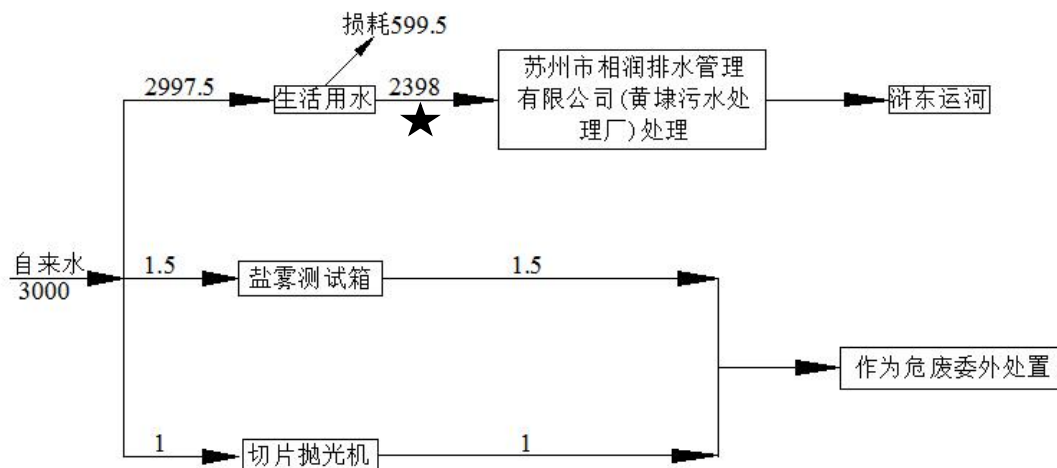 损耗599.5
2997.5
生活用水
2398
苏州市相润排水管理
有限公司(黄埭污水处
理厂)处理
浒东运河
自来水
3000
1.5
盐雾测试箱
1.5
作为危废委外处置
1
切片抛光机
1